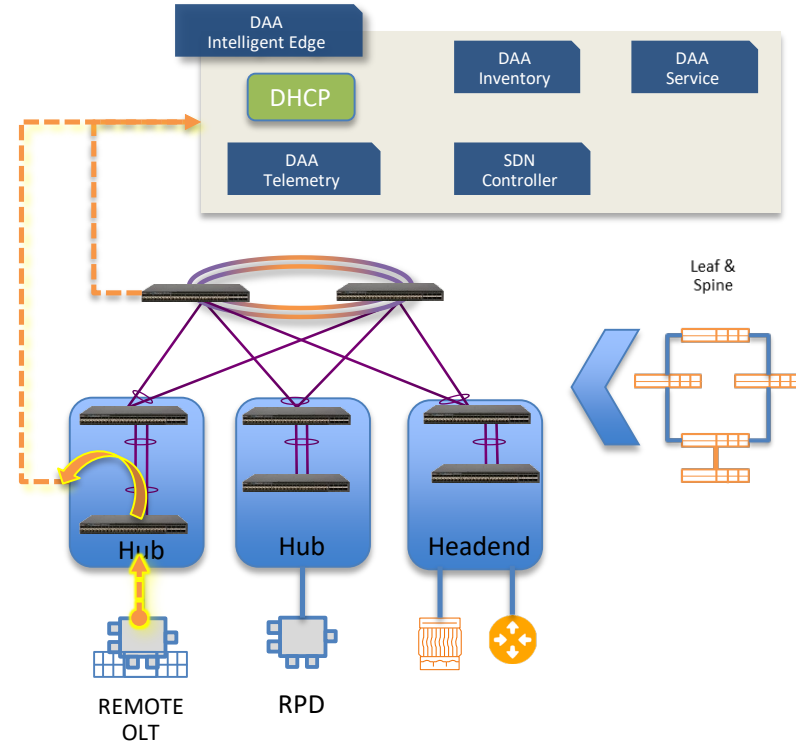 DAA
Intelligent Edge
DAA
Inventory
DAA
Service
DHCP
DAA
Telemetry
SDN
Controller
Leaf &
Spine
Hub
Hub
Headend
REMOTE
OLT
RPD